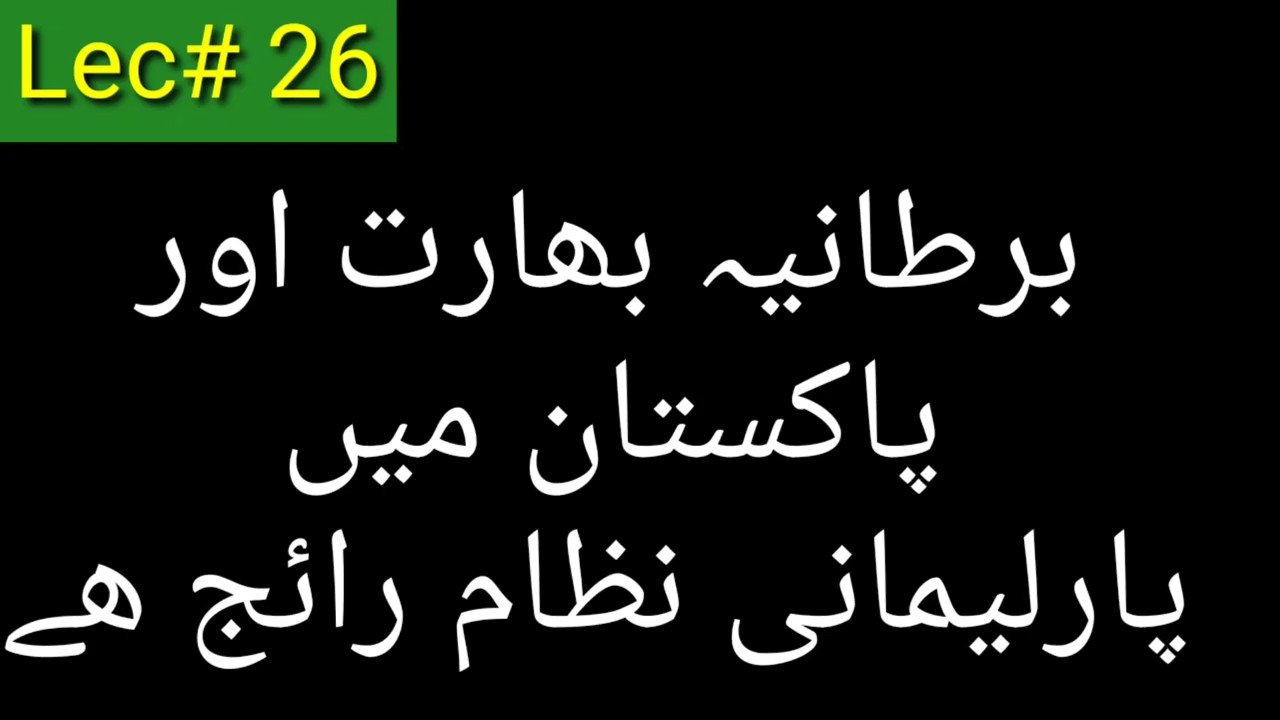 Lec# 26
برطانیہ بھارت اور
پاکستان میں
پارلیمانی نظام رائج ھے